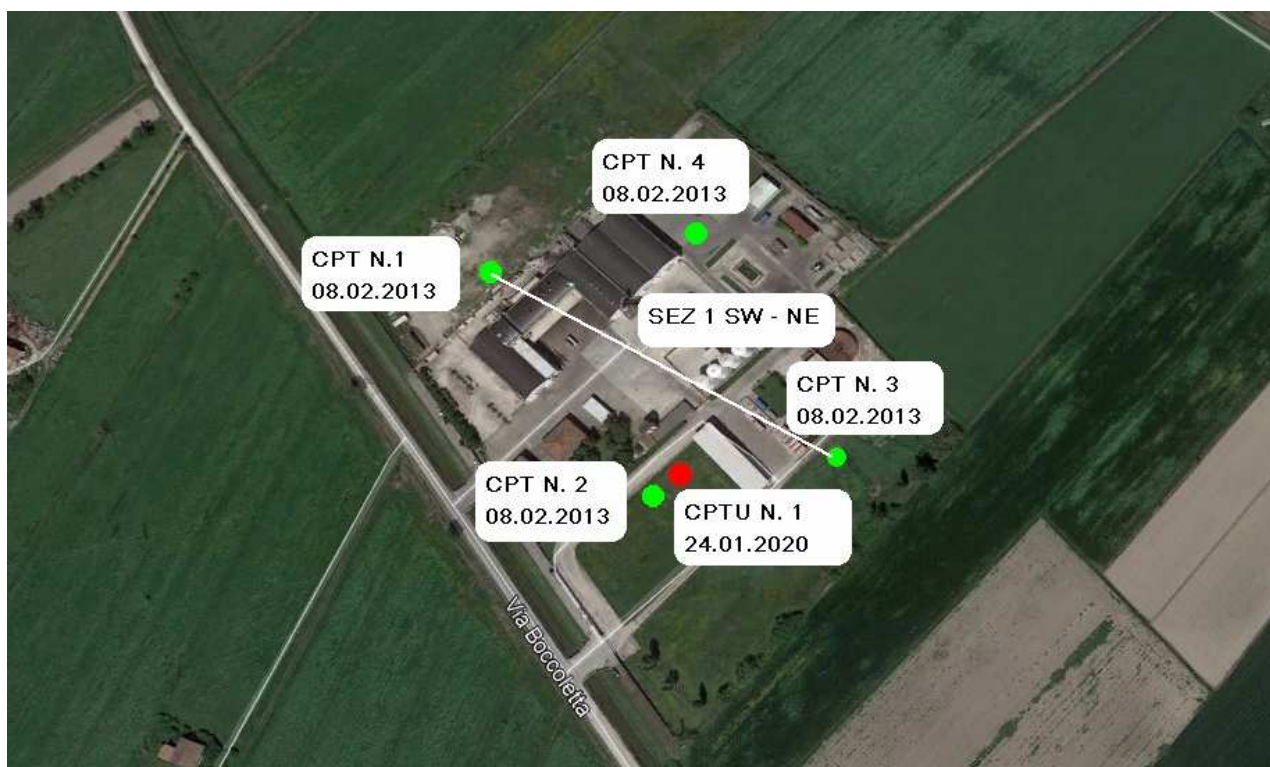 CPT N. 4
08.02.2013
CPT N.1
08.02.2013
SEZ 1 SW - NE
CPT N. 3
08.02.2013
CPT N. 2
08.02.2013
CPTU N. 1
24.01.2020
Via Boccoletta